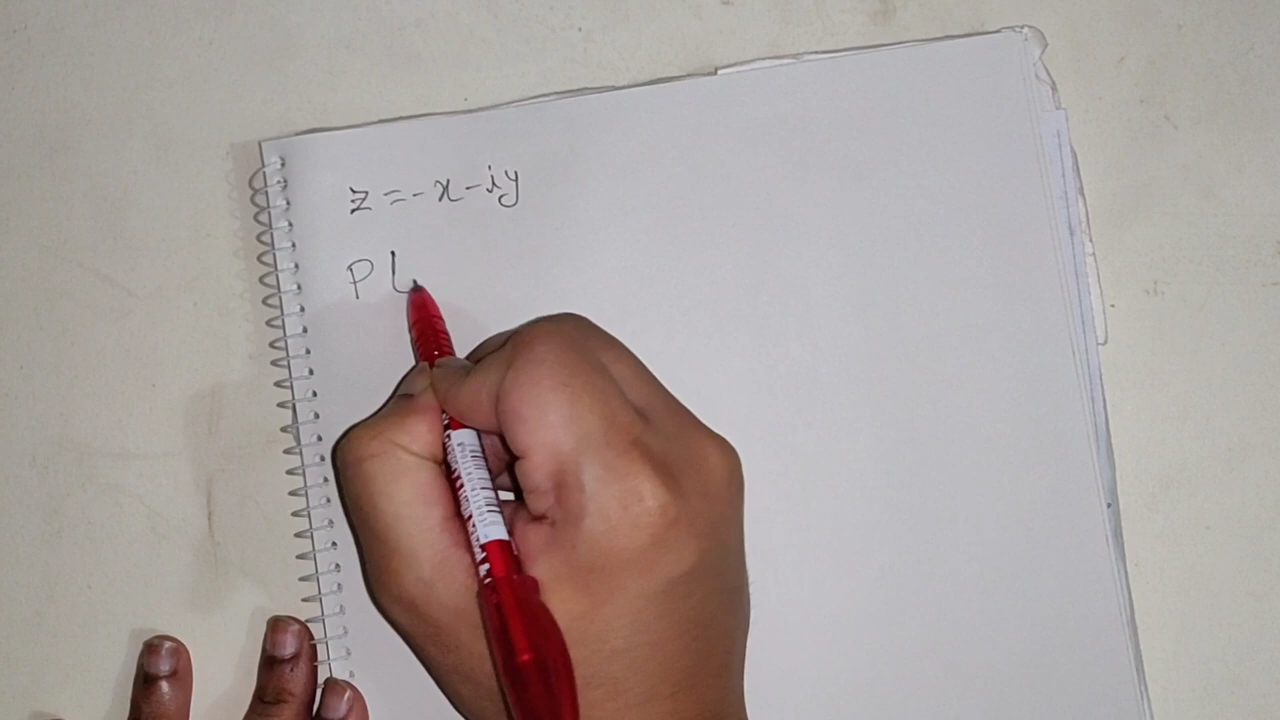 z = -x - iy
P(